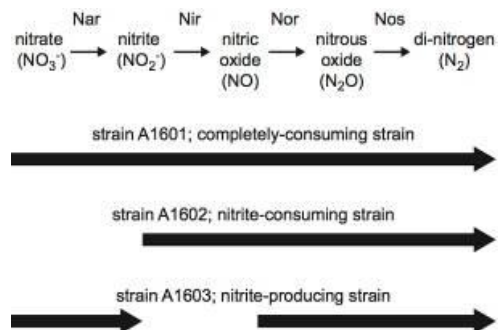 Nar Nir Nor Nos
nitrate nitrite nitric nitrous di-nitrogen
(NO₃⁻) (NO₂⁻) oxide oxide (N₂)
(NO) (N₂O)
strain A1601; completely-consuming strain
strain A1602; nitrite-consuming strain
strain A1603; nitrite-producing strain